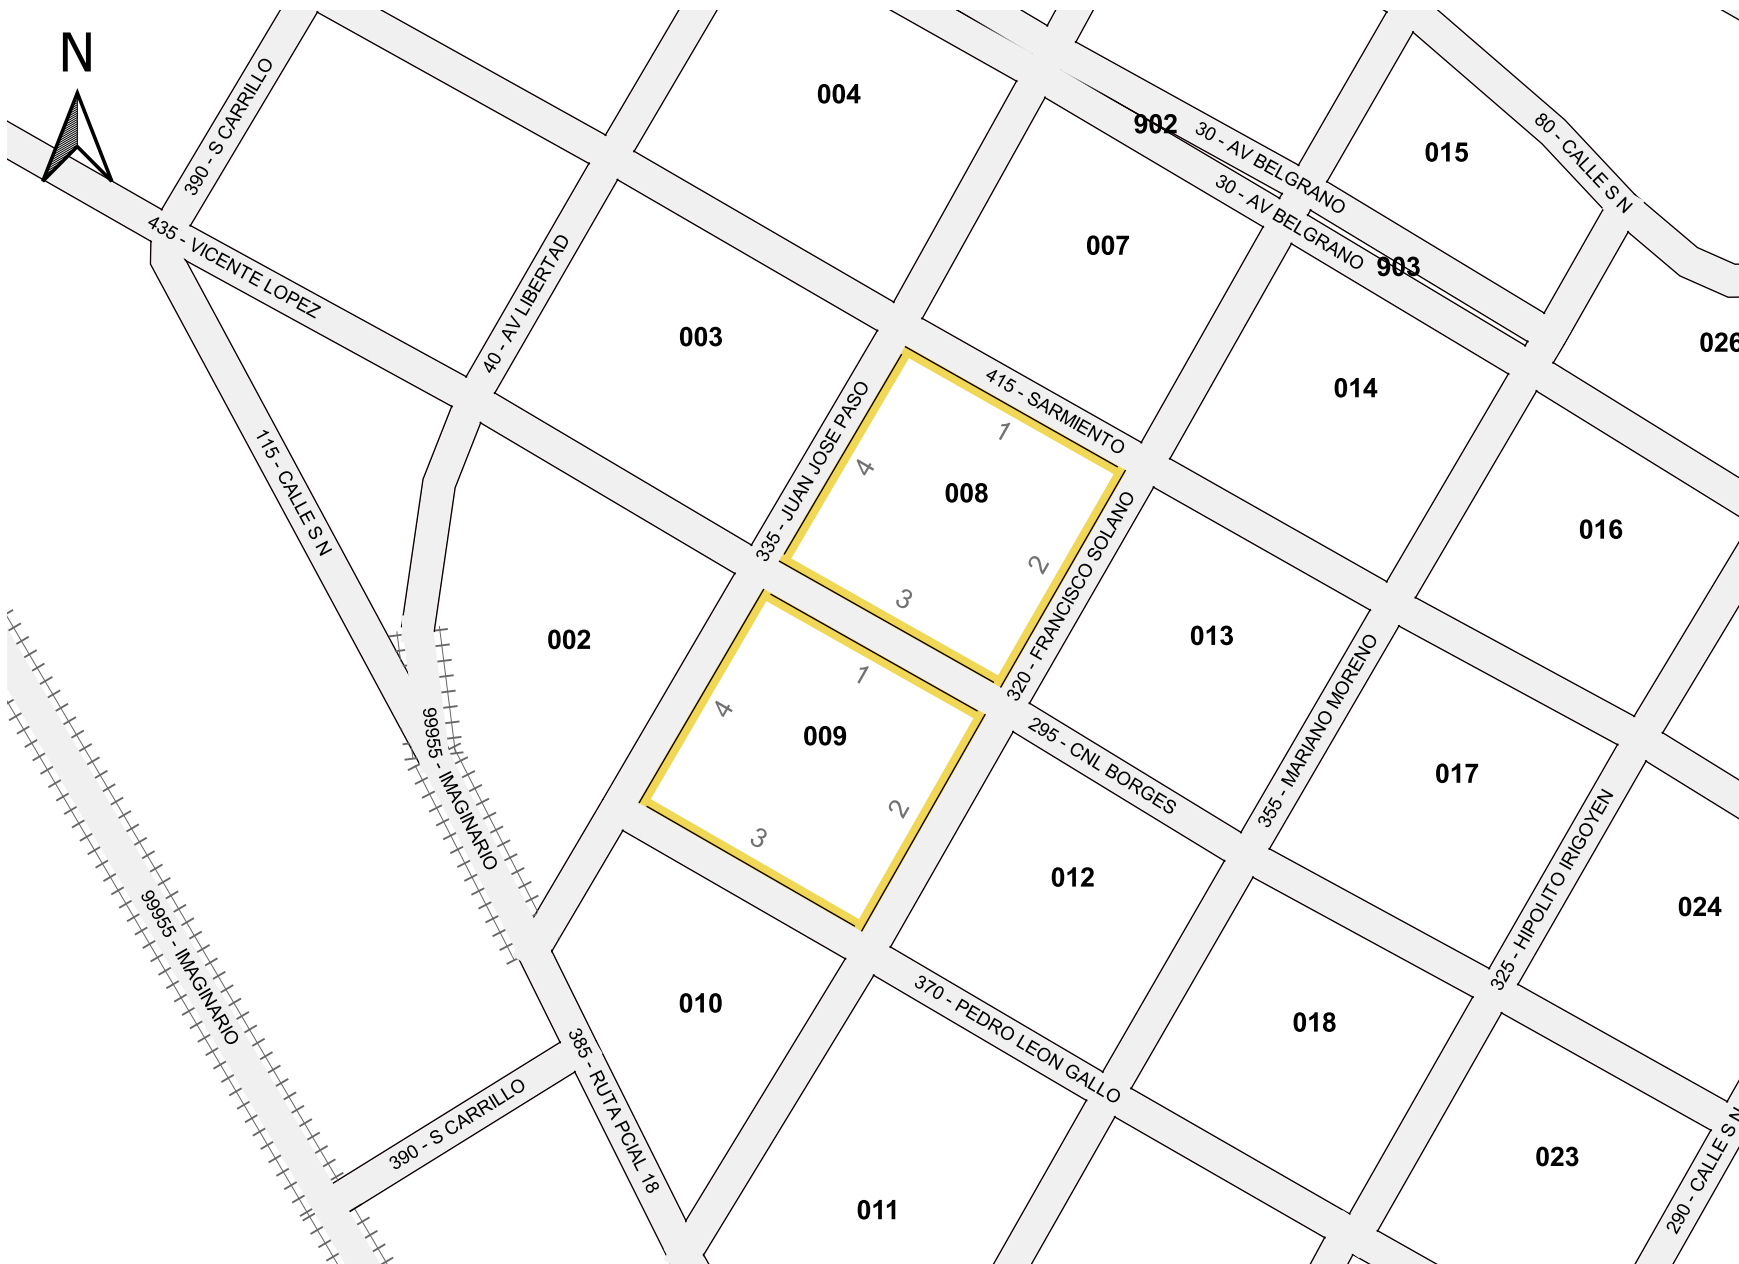 N
390 - S CARRILLO
004
902
30 - AV BELGRANO
80 - CALLE S N
015
30 - AV BELGRANO
435 - VICENTE LOPEZ
40 - AV LIBERTAD
007
903
003
026
415 - SARMIENTO
335 - JUAN JOSE PASO
014
1
4
008
2
3
115 - CALLE S N
320 - FRANCISCO SOLANO
016
002
013
355 - MARIANO MORENO
1
4
009
2
3
295 - CNL BORGES
017
99955 - IMAGINARIO
325 - HIPOLITO IRIGOYEN
012
024
99955 - IMAGINARIO
010
370 - PEDRO LEON GALLO
018
385 - RUTA PCIAL 18
390 - S CARRILLO
023
290 - CALLE S N
011